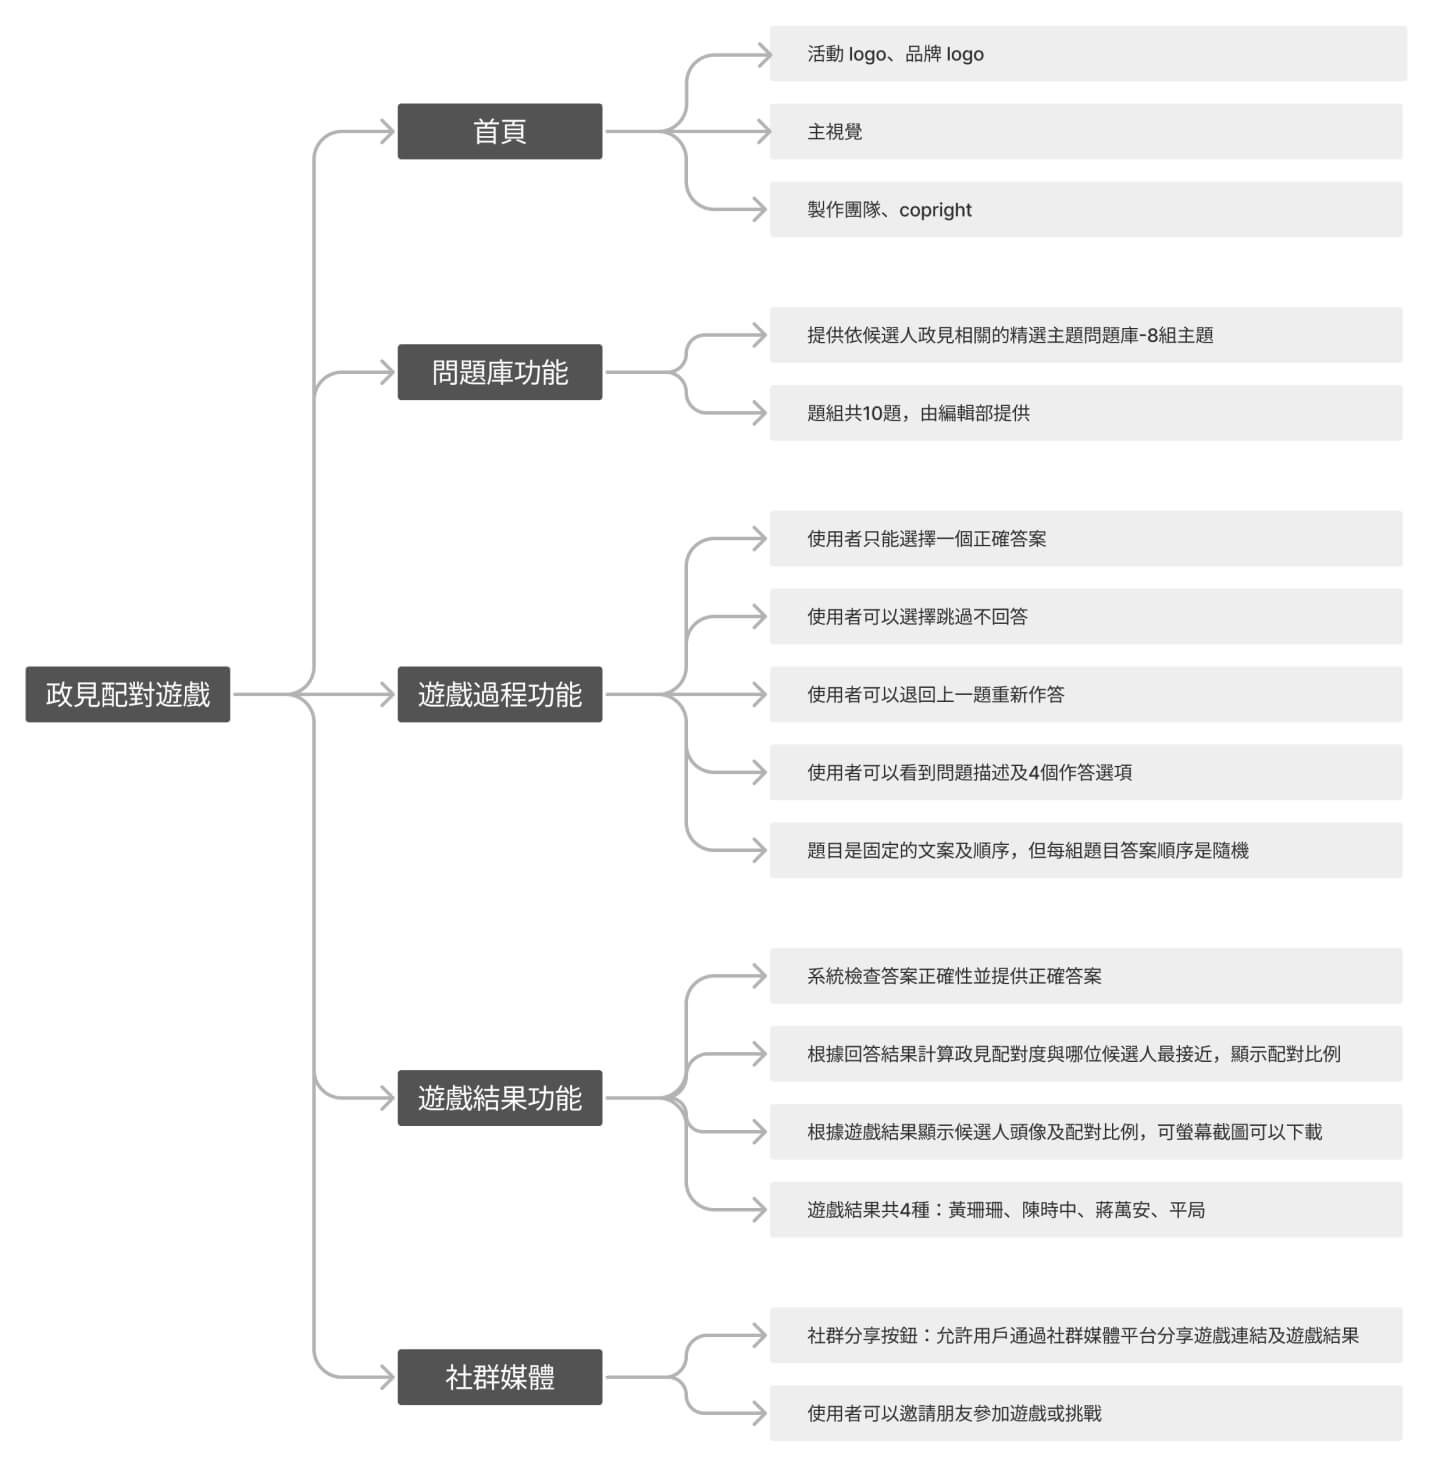 政見配對遊戲
首頁
活動 logo、品牌 logo
主視覺
製作團隊、copright
問題庫功能
提供依候選人政見相關的精選主題問題庫-8組主題
題組共10題，由編輯部提供
遊戲過程功能
使用者只能選擇一個正確答案
使用者可以選擇跳過不回答
使用者可以退回上一題重新作答
使用者可以看到問題描述及4個作答選項
題目是固定的文案及順序，但每組題目答案順序是隨機
遊戲結果功能
系統檢查答案正確性並提供正確答案
根據回答結果計算政見配對度與哪位候選人最接近，顯示配對比例
根據遊戲結果顯示候選人頭像及配對比例，可螢幕截圖可以下載
遊戲結果共4種：黃珊珊、陳時中、蔣萬安、平局
社群媒體
社群分享按鈕：允許用戶通過社群媒體平台分享遊戲連結及遊戲結果
使用者可以邀請朋友參加遊戲或挑戰